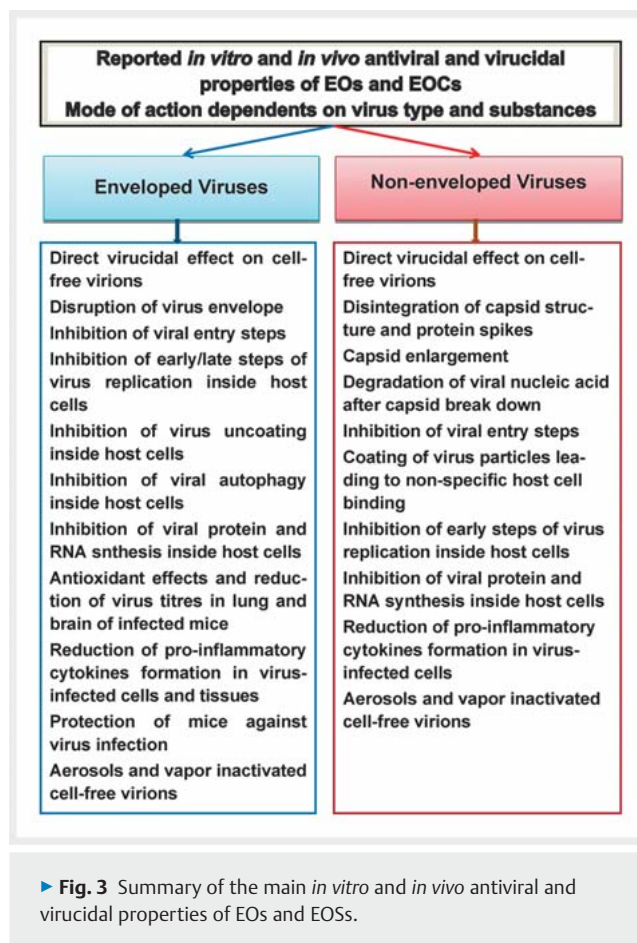 Reported in vitro and in vivo antiviral and virucidal
properties of EOs and EOCs
Mode of action dependents on virus type and substances
Enveloped Viruses
Direct virucidal effect on cell-
free virions
Disruption of virus envelope
Inhibition of viral entry steps
Inhibition of early/late steps of
virus replication inside host
cells
Inhibition of virus uncoating
inside host cells
Inhibition of viral autophagy
inside host cells
Inhibition of viral protein and
RNA snthesis inside host cells
Antioxidant effects and reduc-
tion of virus titres in lung and
brain of infected mice
Reduction of pro-inflammatory
cytokines formation in virus-
infected cells and tissues
Protection of mice against
virus infection
Aerosols and vapor inactivated
cell-free virions
Non-enveloped Viruses
Direct virucidal effect on cell-
free virions
Disintegration of capsid struc-
ture and protein spikes
Capsid enlargement
Degradation of viral nucleic acid
after capsid break down
Inhibition of viral entry steps
Coating of virus particles lea-
ding to non-specific host cell
binding
Inhibition of early steps of virus
replication inside host cells
Inhibition of viral protein and
RNA synthesis inside host cells
Reduction of pro-inflammatory
cytokines formation in virus-
infected cells
Aerosols and vapor inactivated
cell-free virions
► Fig. 3 Summary of the main in vitro and in vivo antiviral and
virucidal properties of EOs and EOSs.